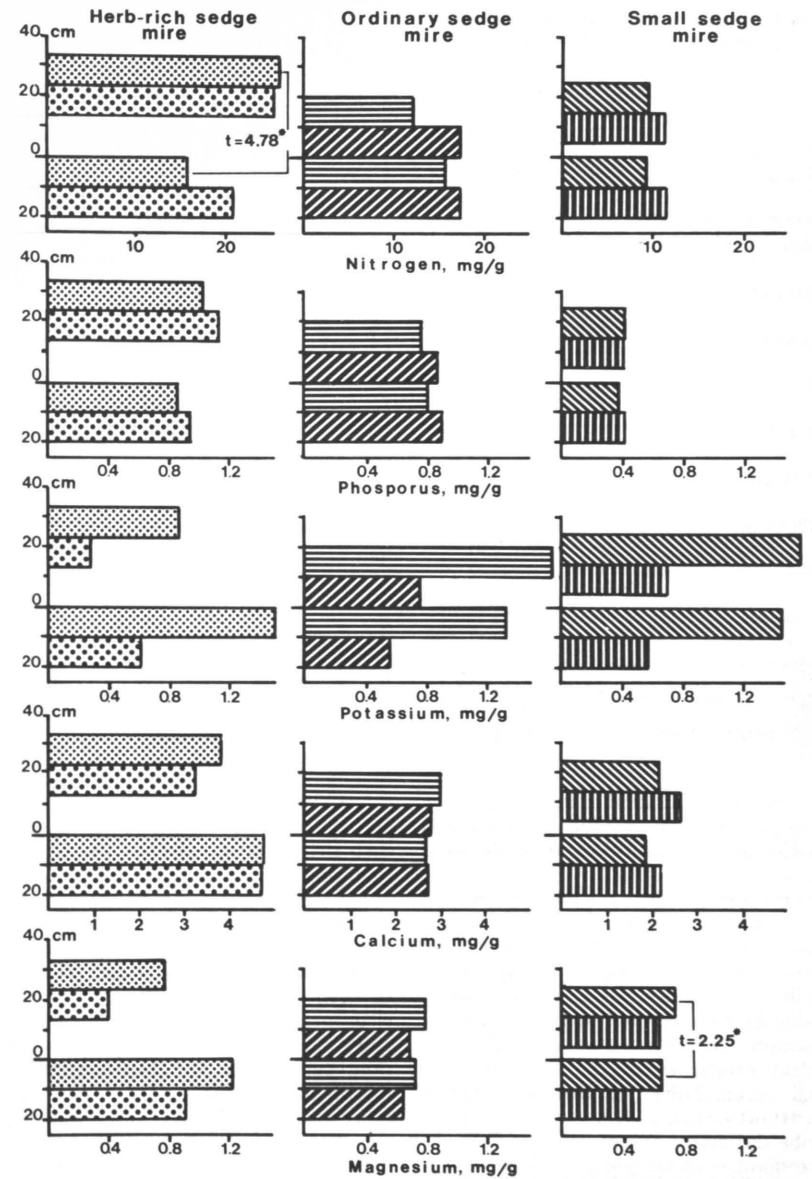 Herb-rich sedge mire
Ordinary sedge mire
Small sedge mire
40 cm
20
0
20
t=4.78*
10 20
10 20
10 20
Nitrogen, mg/g
40 cm
20
0
20
0.4 0.8 1.2
0.4 0.8 1.2
0.4 0.8 1.2
Phosporus, mg/g
40 cm
20
0
20
0.4 0.8 1.2
0.4 0.8 1.2
0.4 0.8 1.2
Potassium, mg/g
40 cm
20
0
20
1 2 3 4
1 2 3 4
1 2 3 4
Calcium, mg/g
40 cm
20
0
20
t=2.25*
0.4 0.8 1.2
0.4 0.8 1.2
0.4 0.8 1.2
Magnesium, mg/g